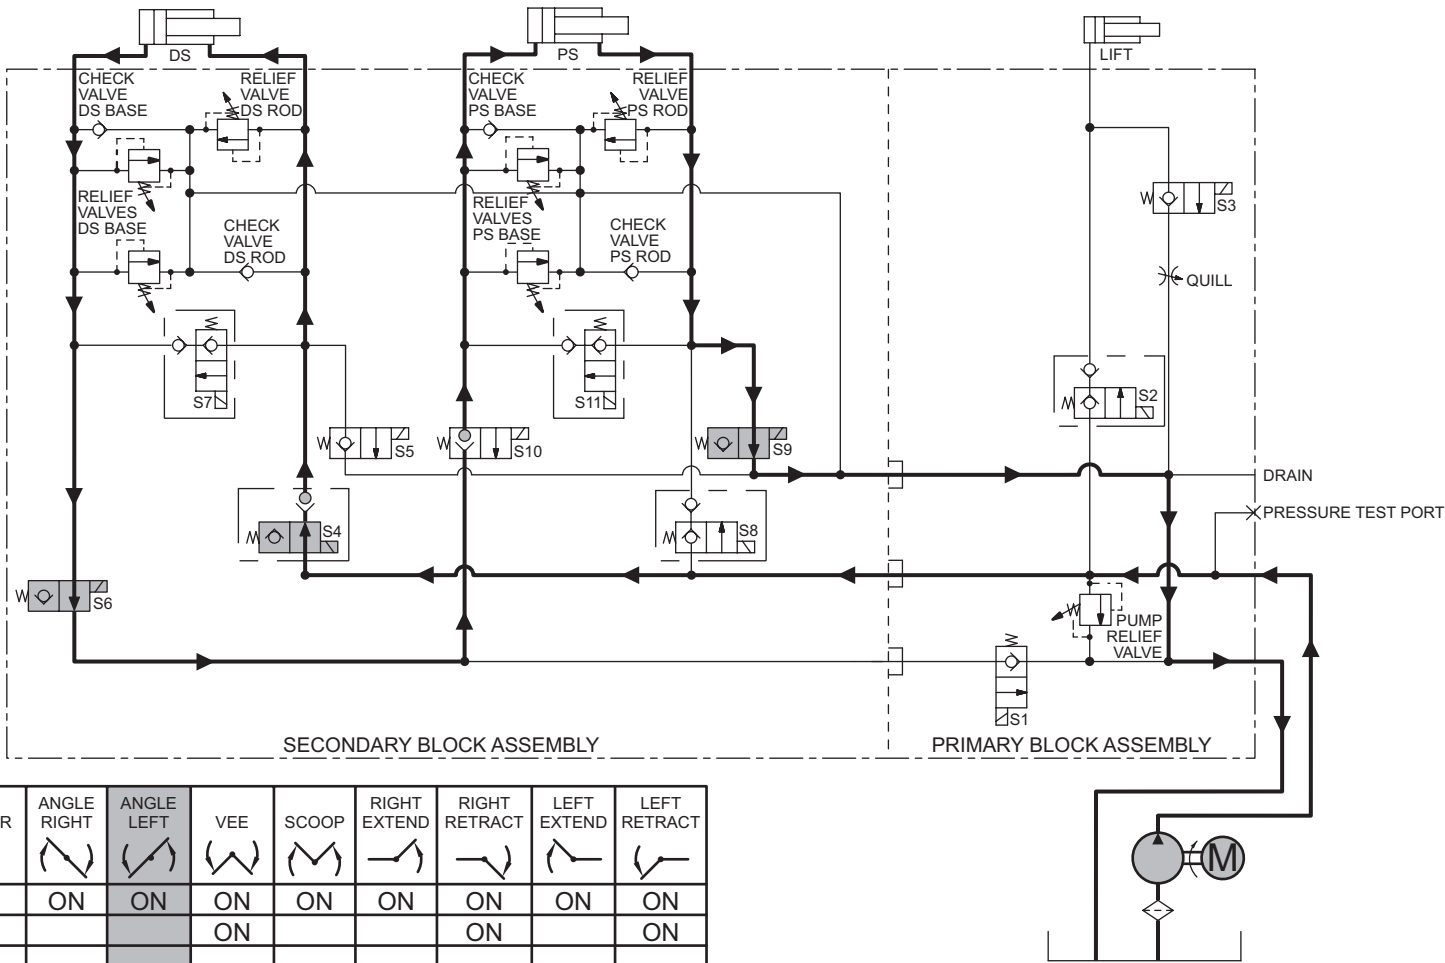 DS
PS
LIFT
CHECK
VALVE
DS BASE
RELIEF
VALVE
DS ROD
CHECK
VALVE
PS BASE
RELIEF
VALVE
PS ROD
RELIEF
VALVES
DS BASE
CHECK
VALVE
DS ROD
RELIEF
VALVES
PS BASE
CHECK
VALVE
PS ROD
S3
QUILL
S7
S11
S2
S5
S10
S9
DRAIN
PRESSURE TEST PORT
S4
S8
S6
PUMP
RELIEF
VALVE
S1
SECONDARY BLOCK ASSEMBLY
PRIMARY BLOCK ASSEMBLY
M
R
ANGLE
RIGHT
ANGLE
LEFT
VEE
SCOOP
RIGHT
EXTEND
RIGHT
RETRACT
LEFT
EXTEND
LEFT
RETRACT
ON ON ON ON ON ON ON ON
ON ON ON